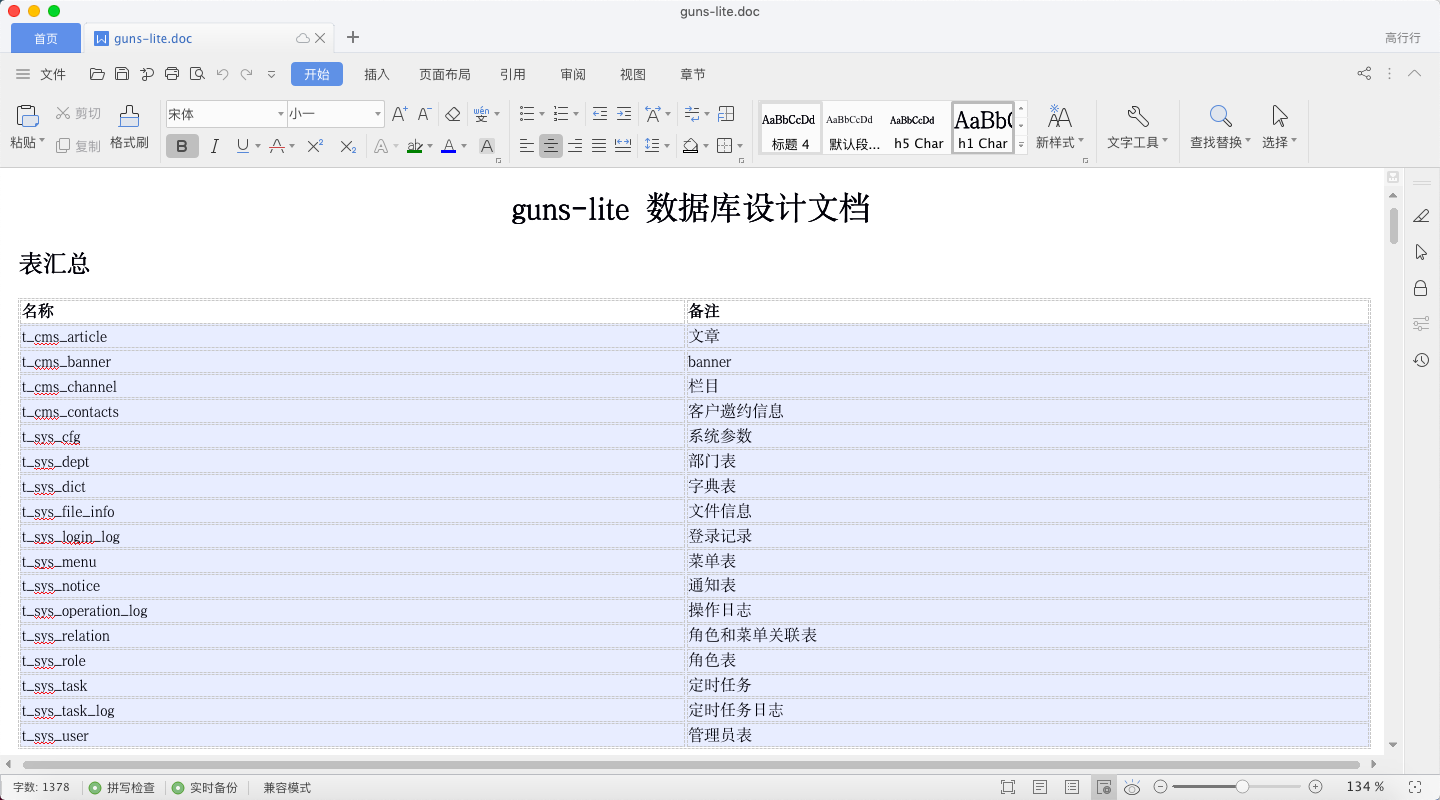 guns-lite.doc
首页
guns-lite.doc
高行行
文件
开始
插入
页面布局
引用
审阅
视图
章节
粘贴
剪切
复制
格式刷
宋体
小一
A+
A-
wén
B I U A X² X₂ A ab A A
AaBbCcDd
标题 4
AaBbCcDd
默认段...
AaBbCcDd
h5 Char
AaBb(
h1 Char
新样式
文字工具
查找替换
选择
guns-lite 数据库设计文档
表汇总
名称 备注
t_cms_article 文章
t_cms_banner banner
t_cms_channel 栏目
t_cms_contacts 客户邀约信息
t_sys_cfg 系统参数
t_sys_dept 部门表
t_sys_dict 字典表
t_sys_file_info 文件信息
t_sys_login_log 登录记录
t_sys_menu 菜单表
t_sys_notice 通知表
t_sys_operation_log 操作日志
t_sys_relation 角色和菜单关联表
t_sys_role 角色表
t_sys_task 定时任务
t_sys_task_log 定时任务日志
t_sys_user 管理员表
字数: 1378 拼写检查 实时备份 兼容模式 134 %